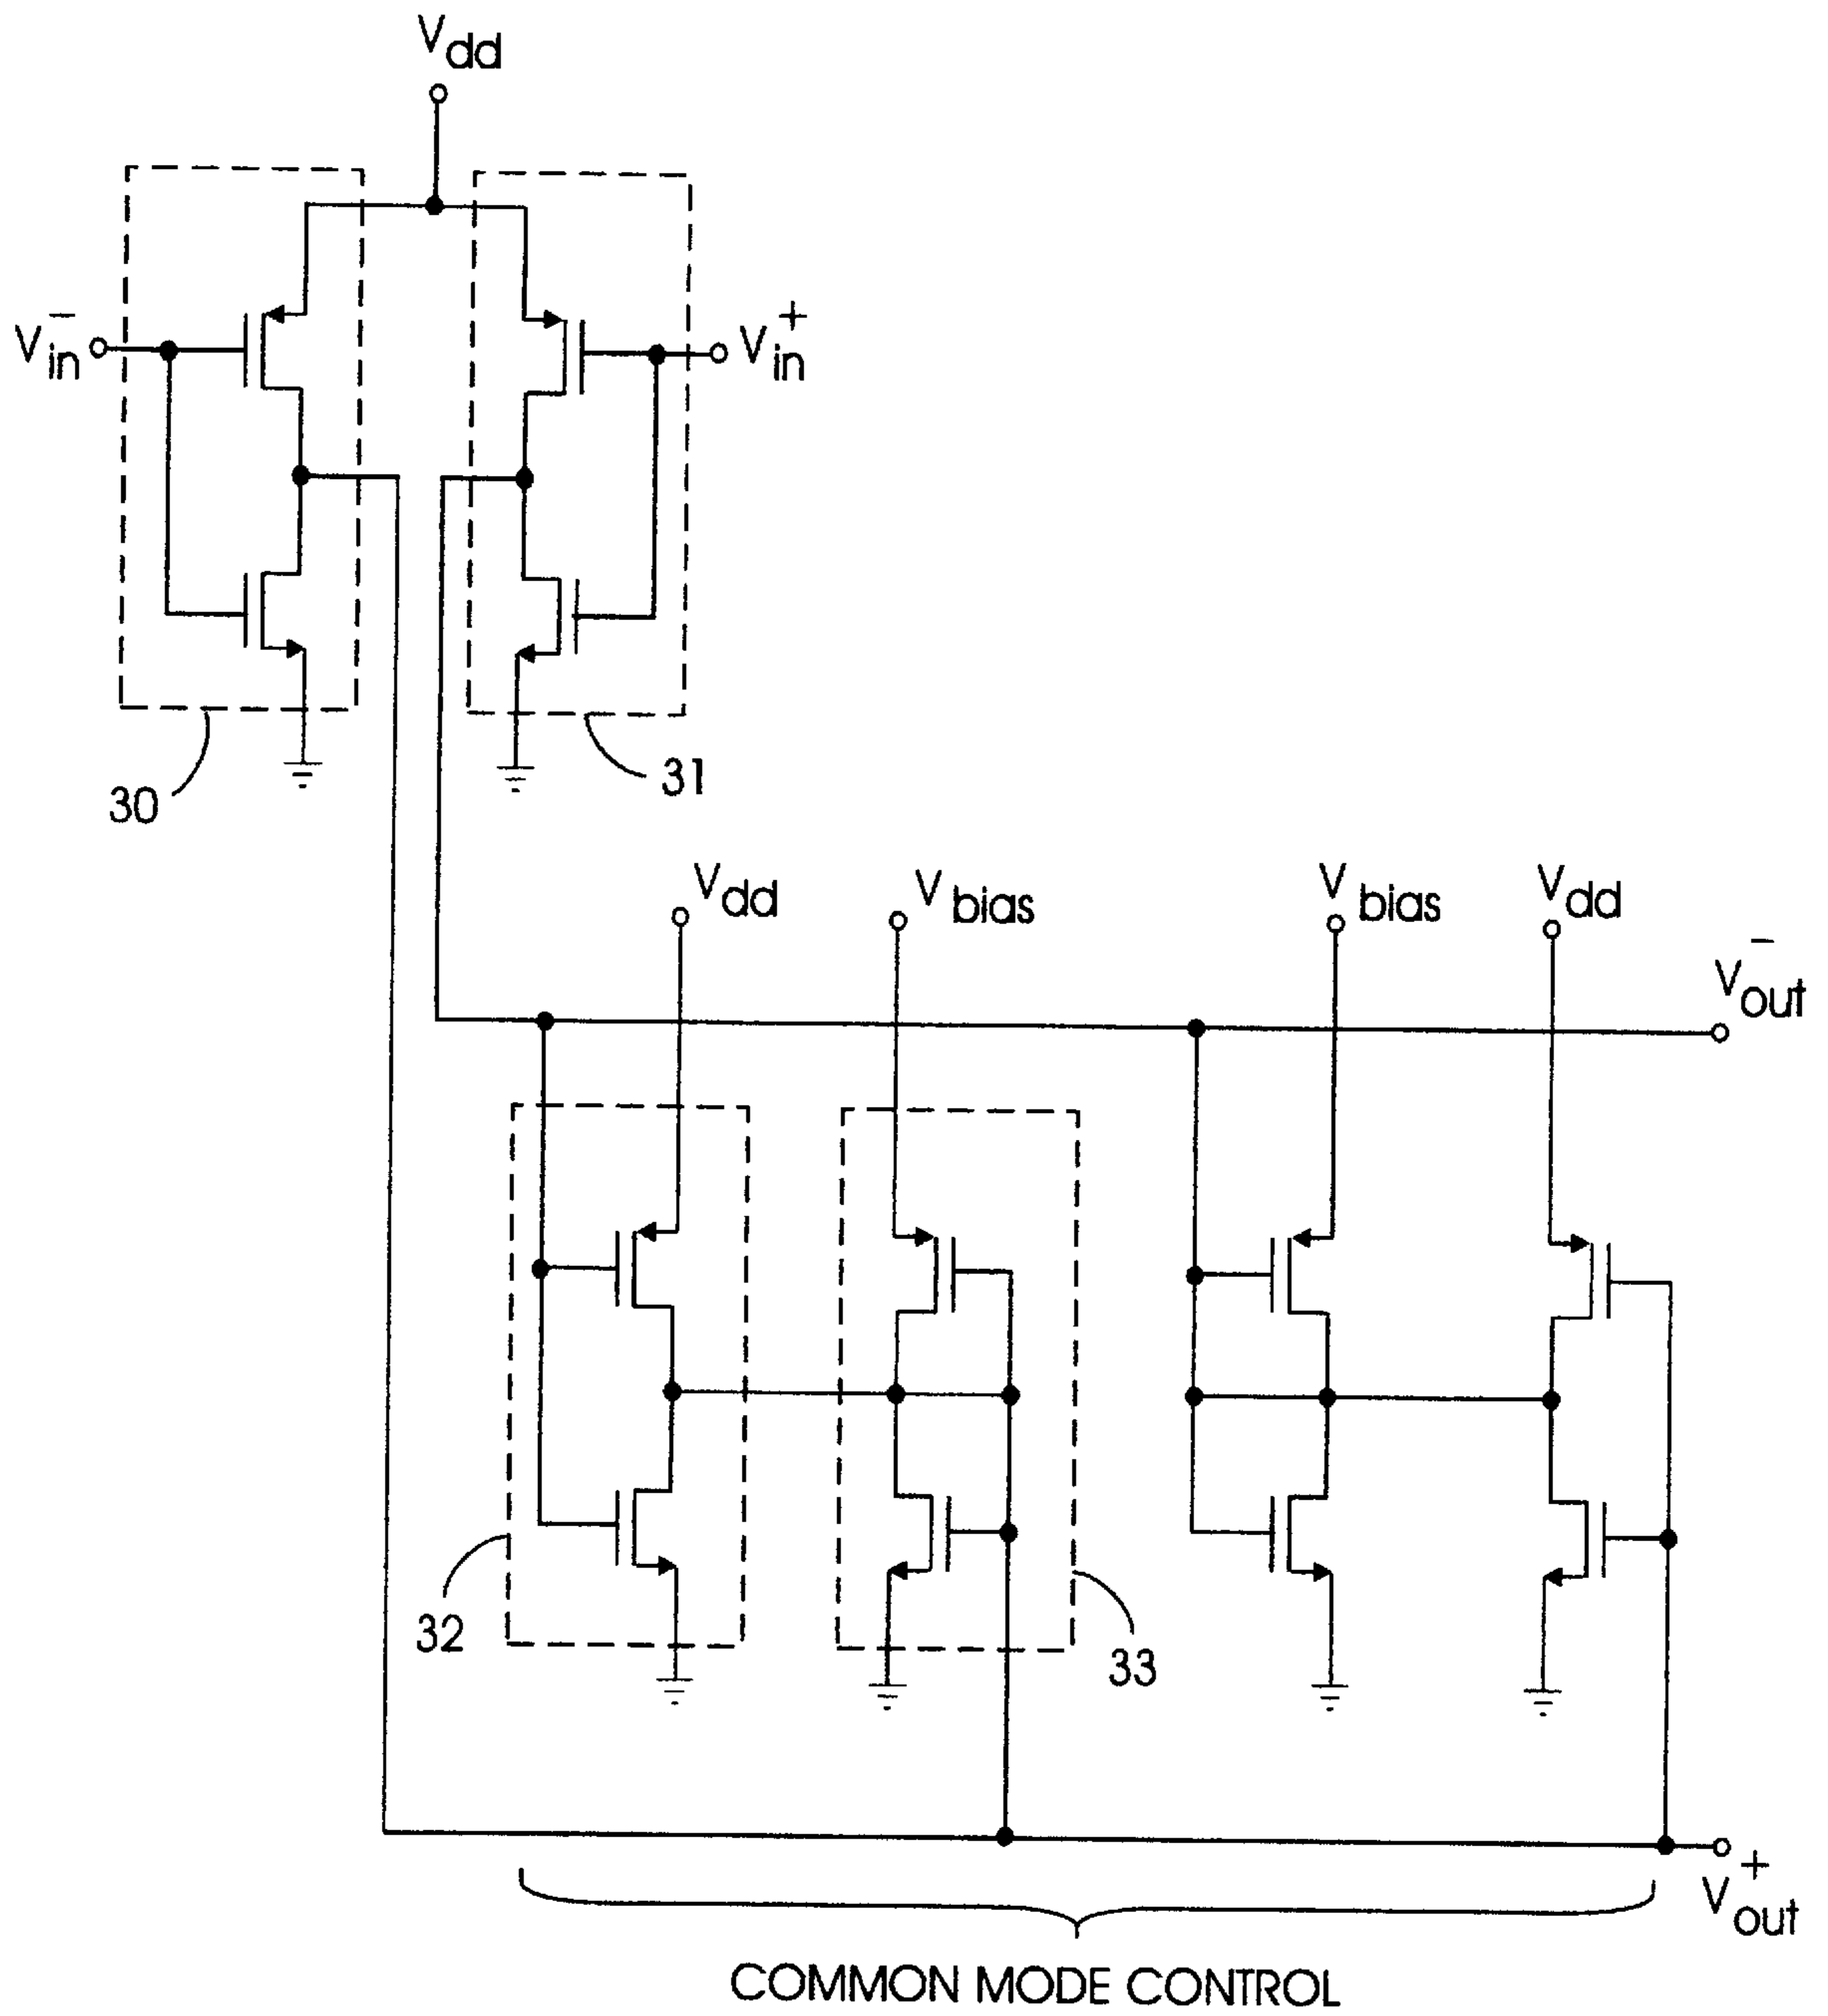 Vdd
Vin-
Vin+
30
31
Vdd
Vbias
Vbias
Vdd
Vout-
32
33
Vout+
COMMON MODE CONTROL